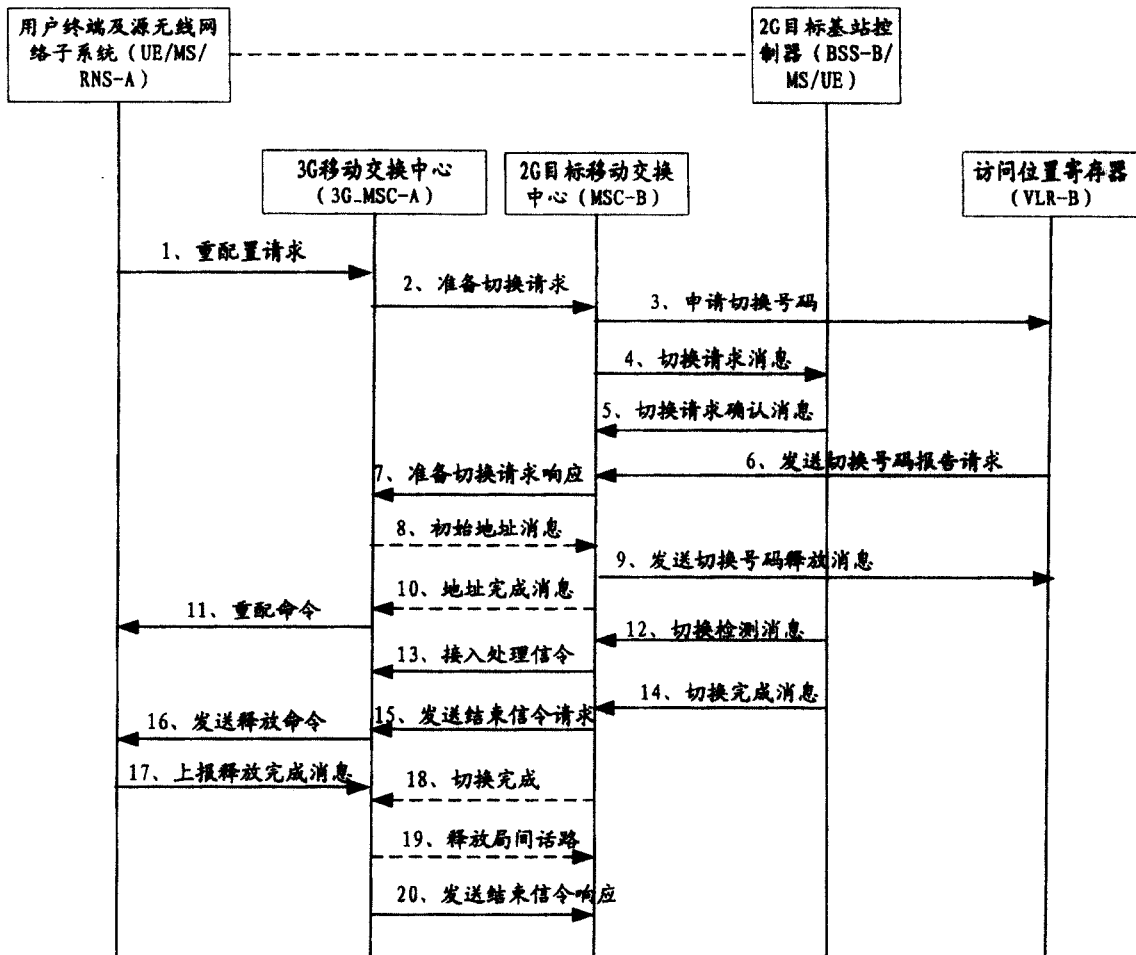 用户终端及源无线网
络子系统（UE/MS/
RNS-A）
2G目标基站控
制器（BSS-B/
MS/UE）
3G移动交换中心
（3G_MSC-A）
2G目标移动交换
中心（MSC-B）
访问位置寄存器
（VLR-B）
1、重配置请求
2、准备切换请求
3、申请切换号码
4、切换请求消息
5、切换请求确认消息
6、发送切换号码报告请求
7、准备切换请求响应
8、初始地址消息
9、发送切换号码释放消息
10、地址完成消息
11、重配命令
12、切换检测消息
13、接入处理信令
14、切换完成消息
15、发送结束信令请求
16、发送释放命令
17、上报释放完成消息
18、切换完成
19、释放局间话路
20、发送结束信令响应